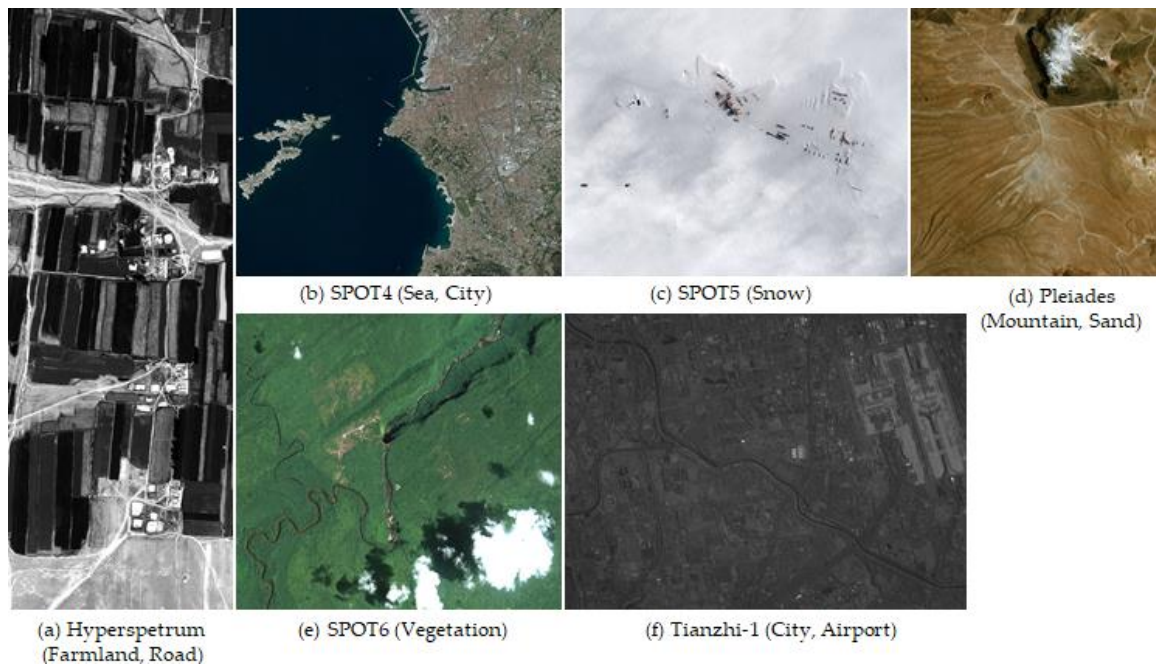 (b) SPOT4 (Sea, City)
(c) SPOT5 (Snow)
(d) Pleiades
(Mountain, Sand)
(a) Hyperspetrum
(Farmland, Road)
(e) SPOT6 (Vegetation)
(f) Tianzhi-1 (City, Airport)